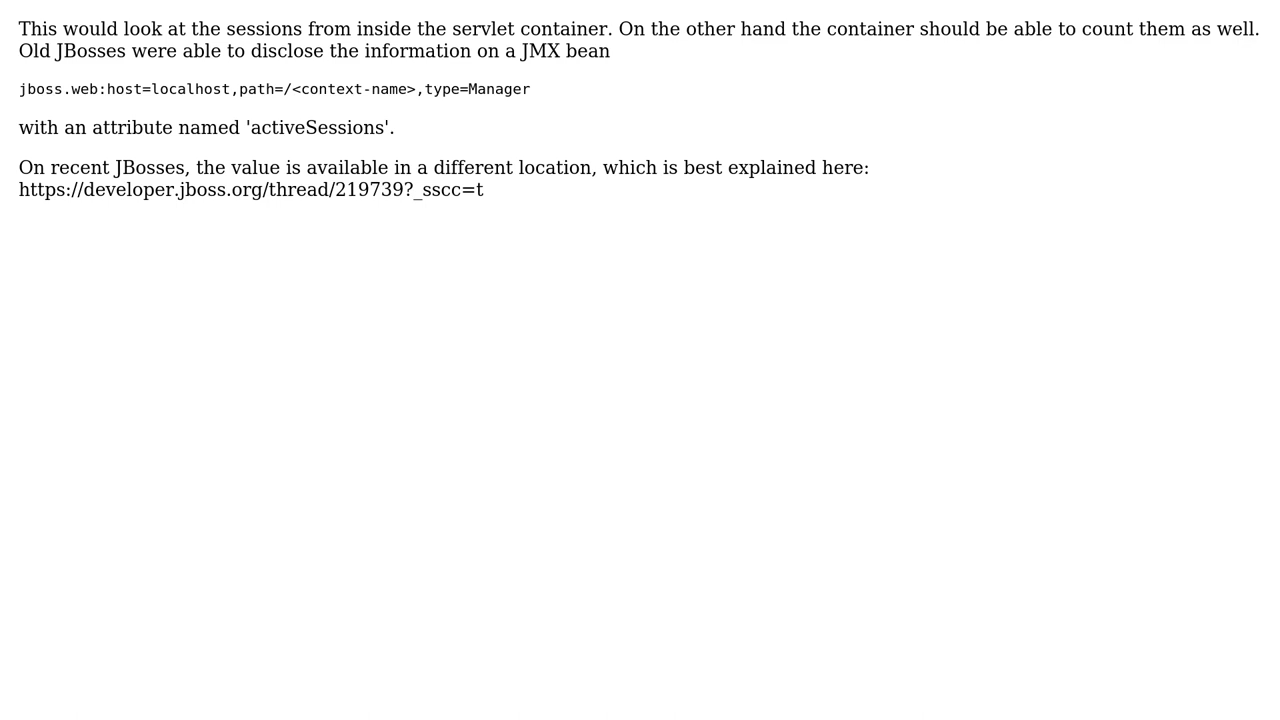 This would look at the sessions from inside the servlet container. On the other hand the container should be able to count them as well.
Old JBosses were able to disclose the information on a JMX bean
jboss.web:host=localhost,path=/<context-name>,type=Manager
with an attribute named 'activeSessions'.
On recent JBosses, the value is available in a different location, which is best explained here:
https://developer.jboss.org/thread/219739?_sscc=t